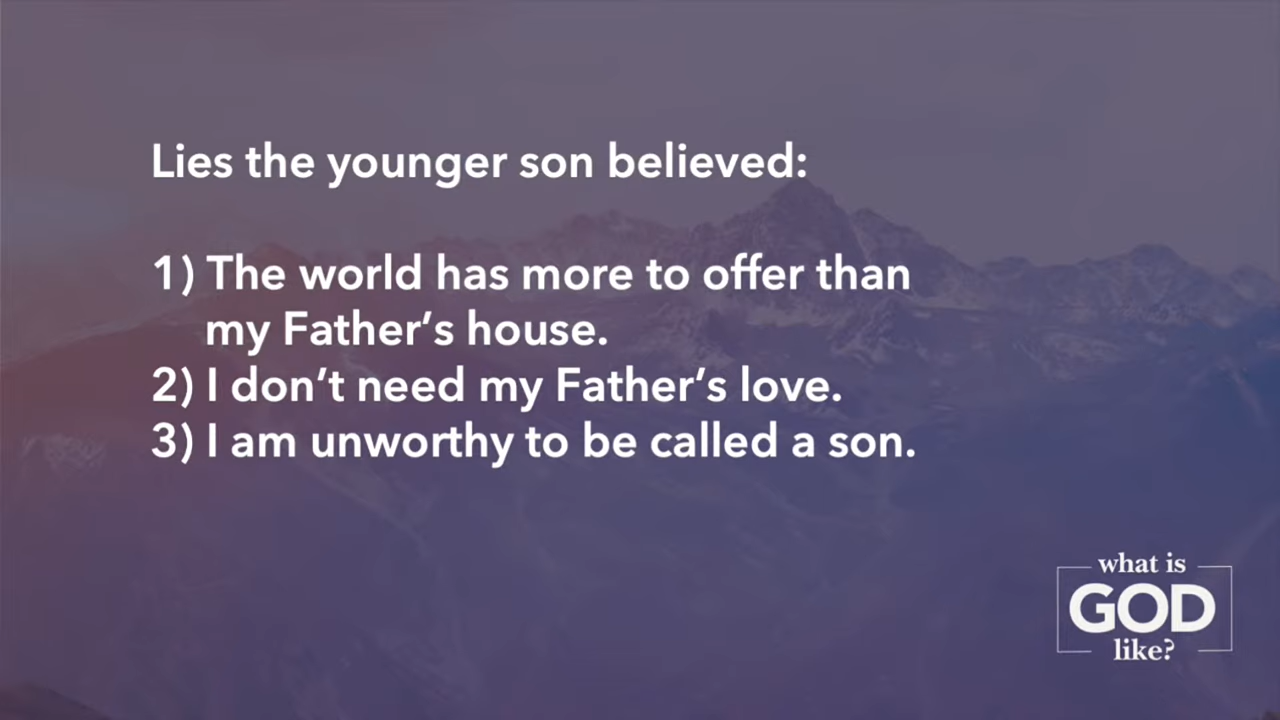 Lies the younger son believed:
1) The world has more to offer than
my Father’s house.
2) I don’t need my Father’s love.
3) I am unworthy to be called a son.
what is
GOD
like?